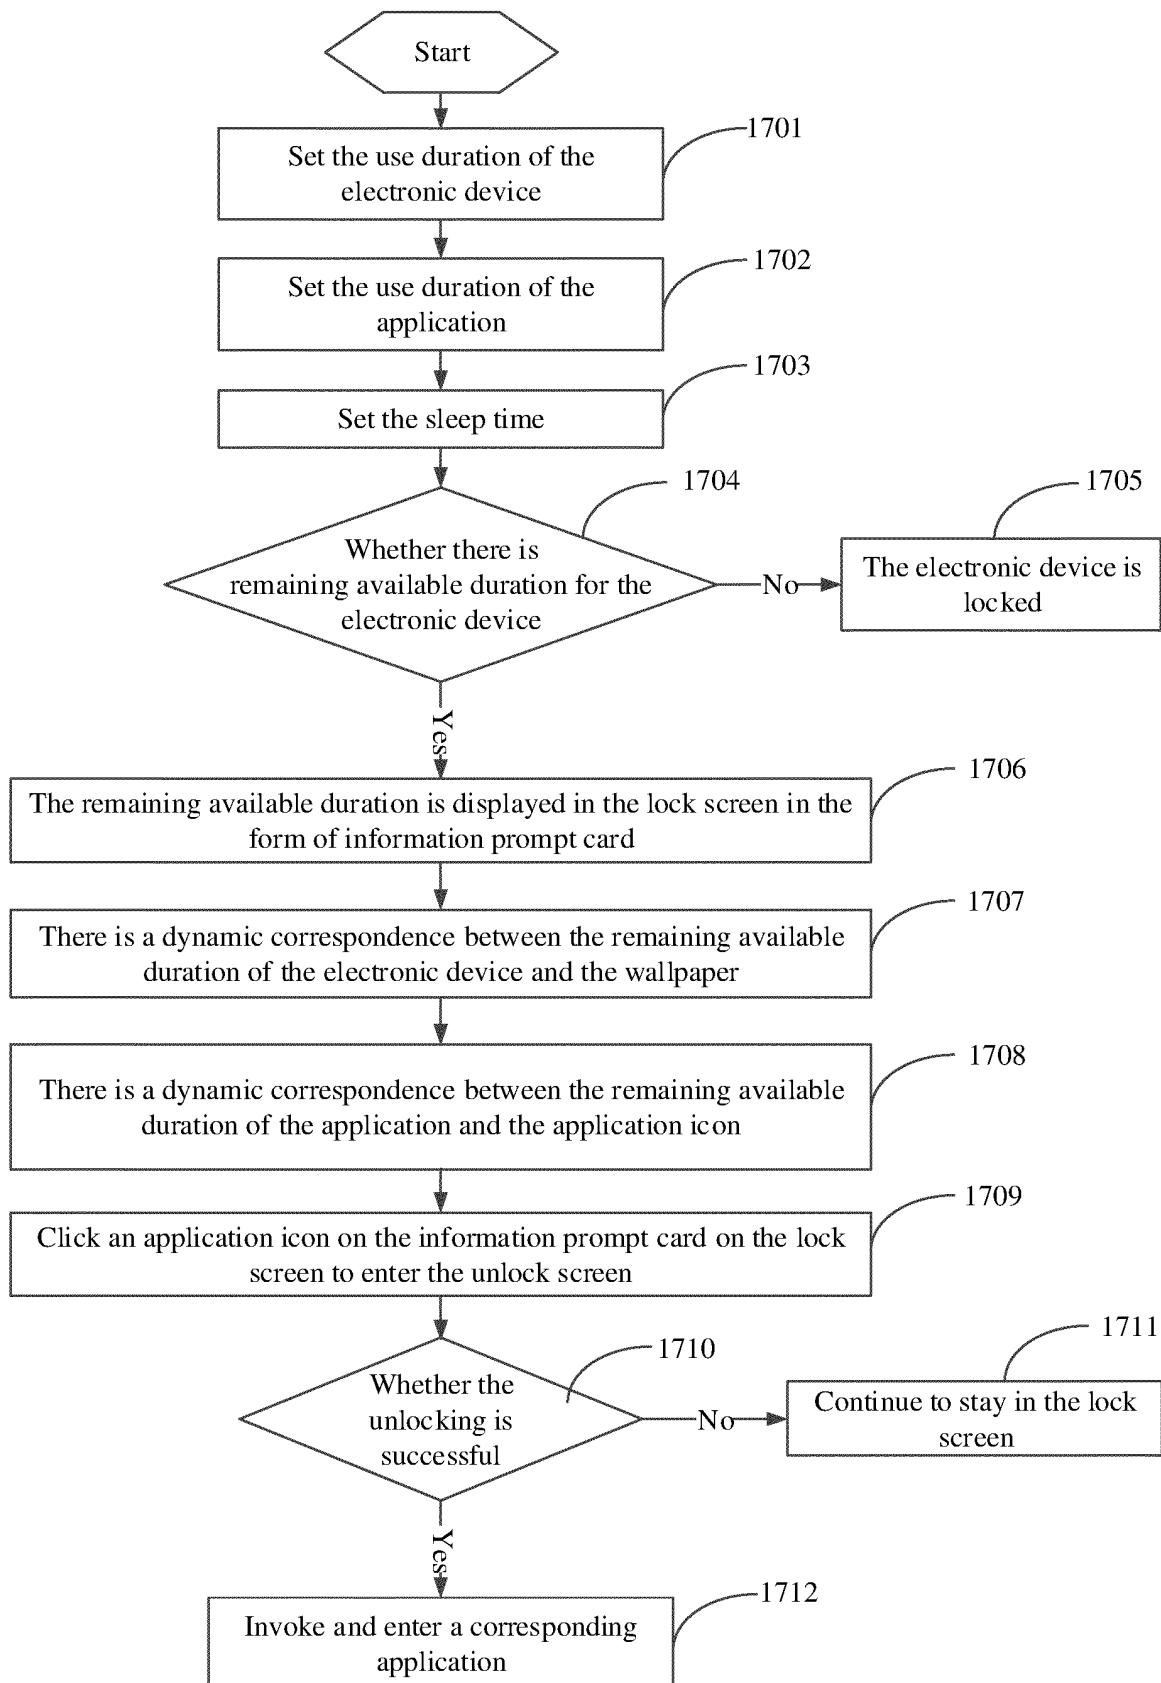 Start
1701
Set the use duration of the
electronic device
1702
Set the use duration of the
application
1703
Set the sleep time
1704
Whether there is
remaining available duration for the
electronic device
No
1705
The electronic device is
locked
Yes
1706
The remaining available duration is displayed in the lock screen in the
form of information prompt card
1707
There is a dynamic correspondence between the remaining available
duration of the electronic device and the wallpaper
1708
There is a dynamic correspondence between the remaining available
duration of the application and the application icon
1709
Click an application icon on the information prompt card on the lock
screen to enter the unlock screen
1710
Whether the
unlocking is
successful
No
1711
Continue to stay in the lock
screen
Yes
1712
Invoke and enter a corresponding
application